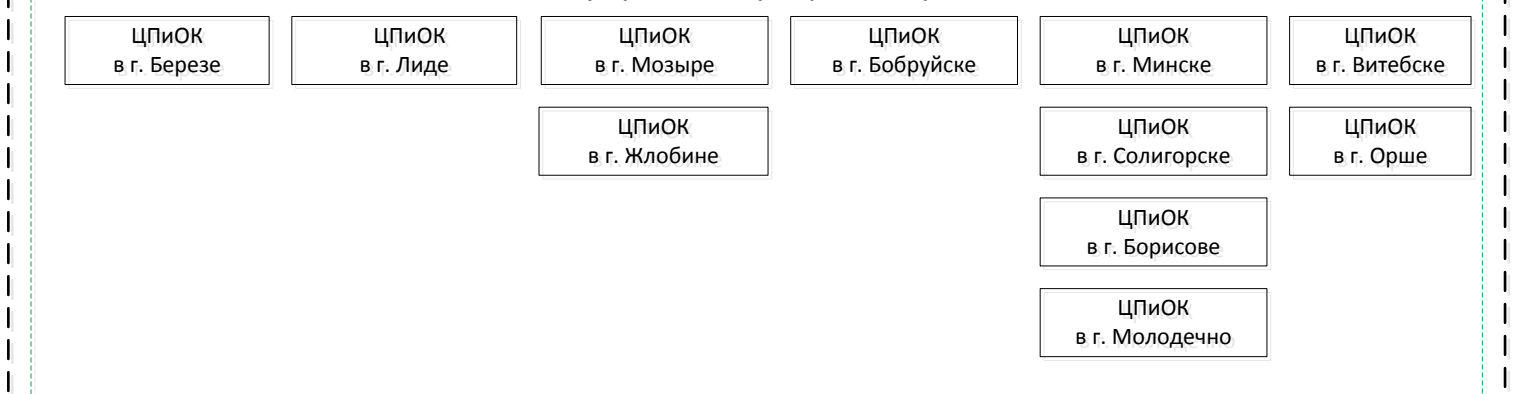 ЦПиОК
в г. Березе
ЦПиОК
в г. Лиде
ЦПиОК
в г. Мозыре
ЦПиОК
в г. Бобруйске
ЦПиОК
в г. Минске
ЦПиОК
в г. Витебске
ЦПиОК
в г. Жлобине
ЦПиОК
в г. Солигорске
ЦПиОК
в г. Орше
ЦПиОК
в г. Борисове
ЦПиОК
в г. Молодечно